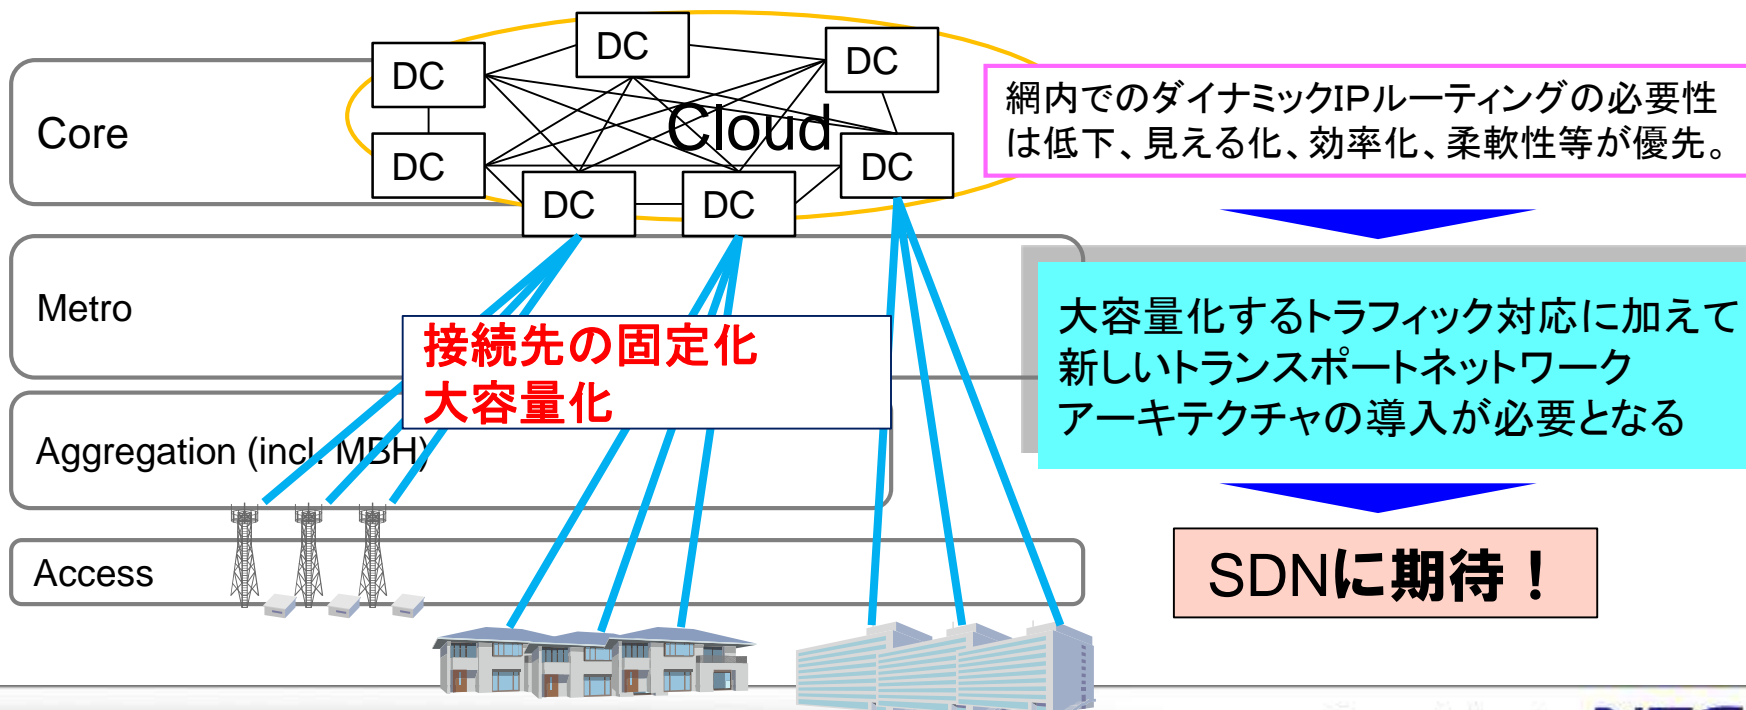 DC
DC
DC
DC
DC
DC
DC
Cloud
Core
Metro
Aggregation (incl. MBH)
Access
接続先の固定化
大容量化
網内でのダイナミックIPルーティングの必要性
は低下、見える化、効率化、柔軟性等が優先。
大容量化するトラフィック対応に加えて
新しいトランスポートネットワーク
アーキテクチャの導入が必要となる
SDNに期待！